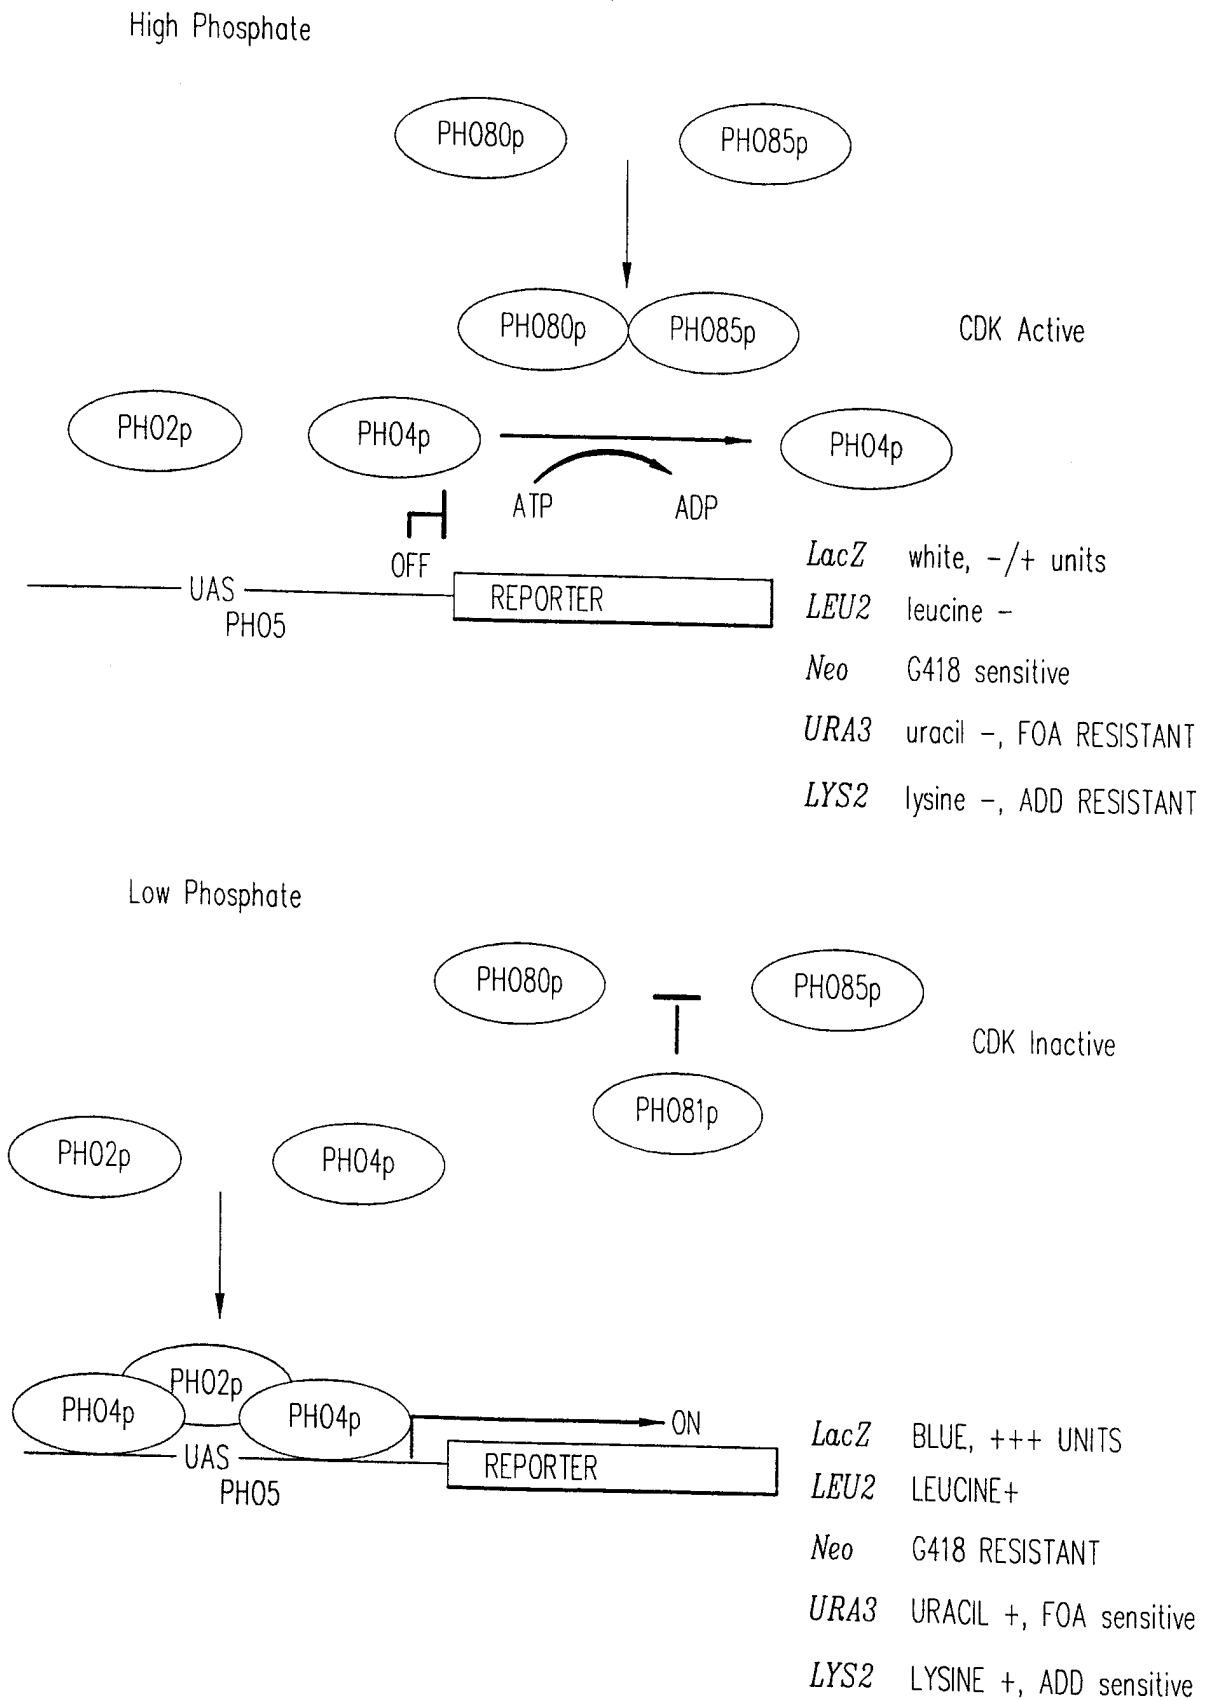 High Phosphate
PHO80p
PHO85p
PHO80p
PHO85p
CDK Active
PHO2p
PHO4p
PHO4p
ATP
ADP
OFF
UAS
PHO5
REPORTER
LacZ white, -/+ units
LEU2 leucine -
Neo G418 sensitive
URA3 uracil -, FOA RESISTANT
LYS2 lysine -, ADD RESISTANT
Low Phosphate
PHO80p
PHO85p
CDK Inactive
PHO81p
PHO2p
PHO4p
PHO2p
PHO4p
PHO4p
ON
UAS
PHO5
REPORTER
LacZ BLUE, +++ UNITS
LEU2 LEUCINE+
Neo G418 RESISTANT
URA3 URACIL +, FOA sensitive
LYS2 LYSINE +, ADD sensitive